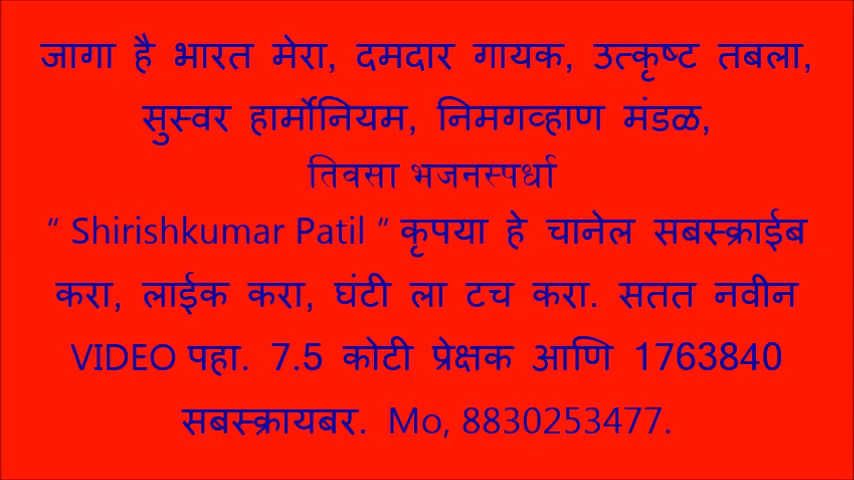 जागा है भारत मेरा, दमदार गायक, उत्कृष्ट तबला,
सुस्वर हार्मोनियम, निमगव्हाण मंडळ,
तिवसा भजनस्पर्धा
“ Shirishkumar Patil “ कृपया हे चानेल सबस्क्राईब
करा, लाईक करा, घंटी ला टच करा. सतत नवीन
VIDEO पहा. 7.5 कोटी प्रेक्षक आणि 1763840
सबस्क्रायबर. Mo, 8830253477.